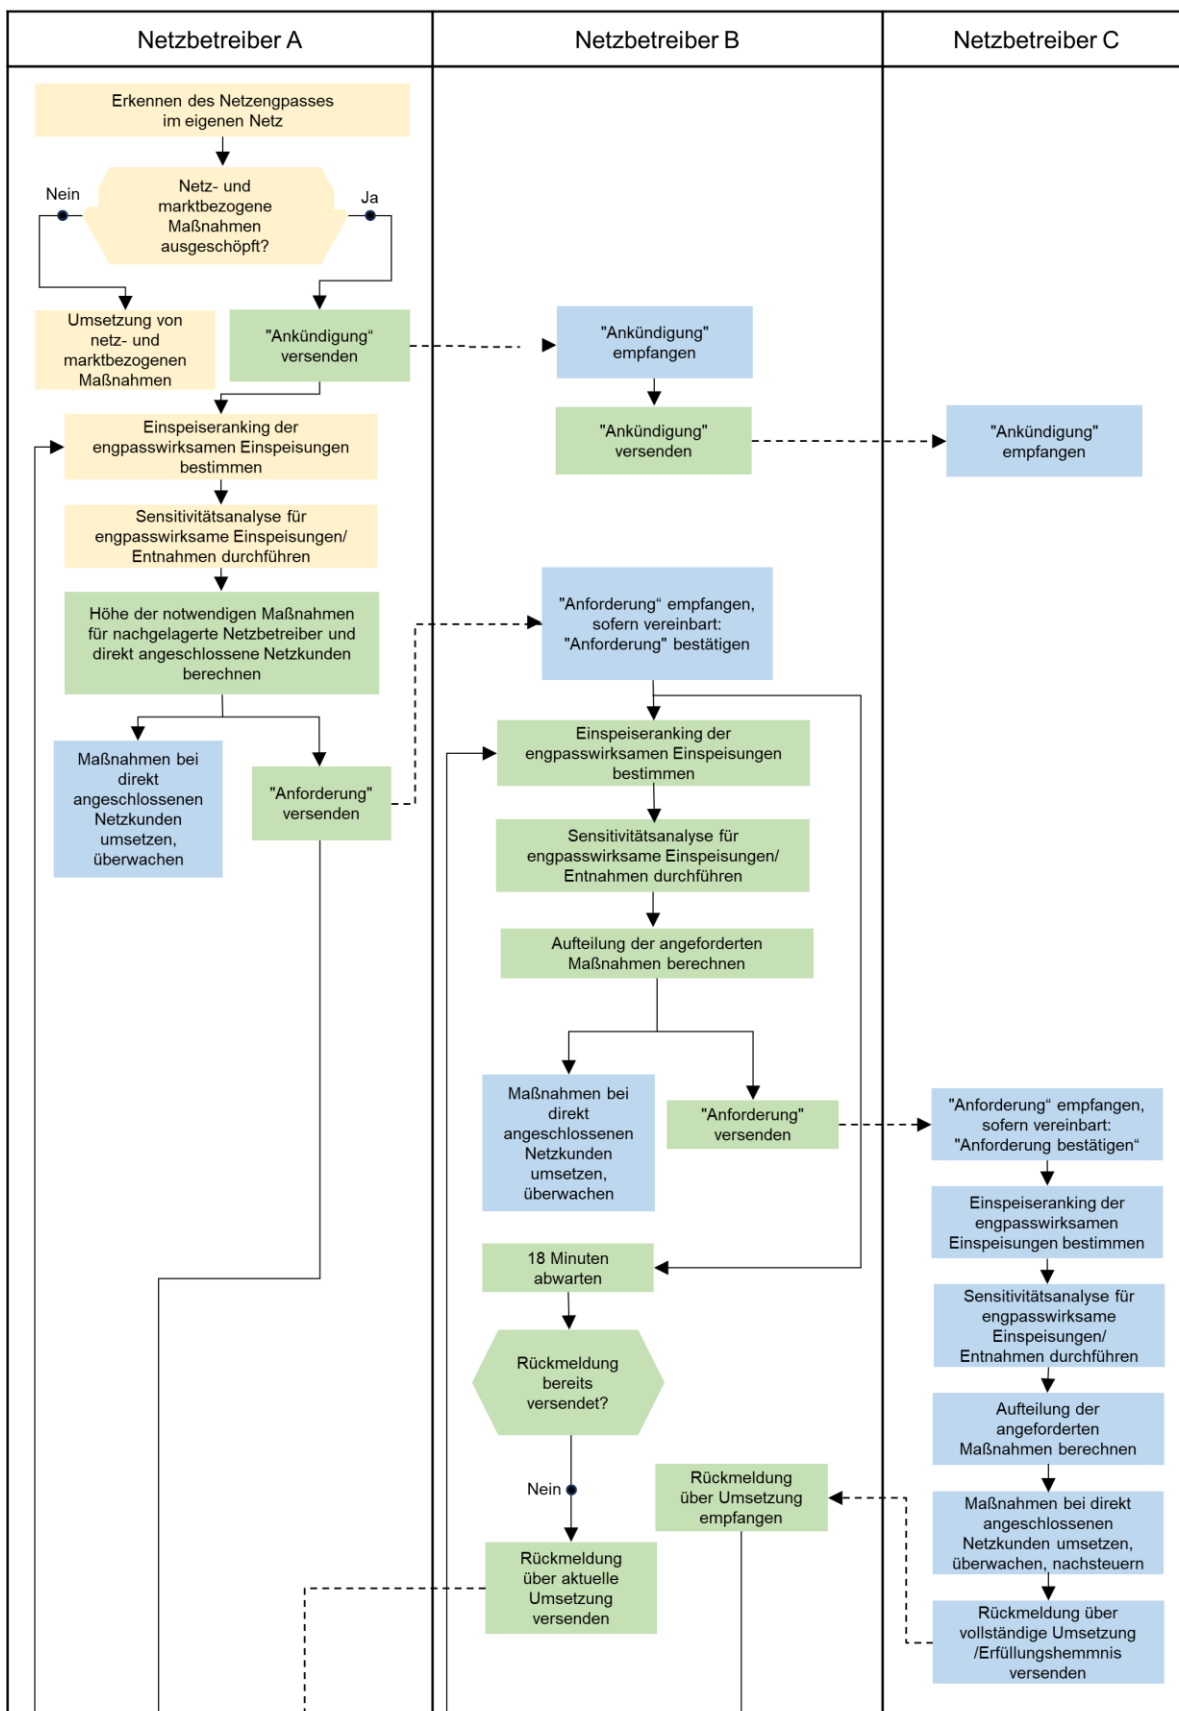 Netzbetreiber A
Netzbetreiber B
Netzbetreiber C
Erkennen des Netzengpasses
im eigenen Netz
Nein
Netz- und
marktbezogene
Maßnahmen
ausgeschöpft?
Ja
Umsetzung von
netz- und
marktbezogenen
Maßnahmen
"Ankündigung“
versenden
"Ankündigung"
empfangen
"Ankündigung"
versenden
"Ankündigung"
empfangen
Einspeiseranking der
engpasswirksamen Einspeisungen
bestimmen
Sensitivitätsanalyse für
engpasswirksame Einspeisungen/
Entnahmen durchführen
Höhe der notwendigen Maßnahmen
für nachgelagerte Netzbetreiber und
direkt angeschlossene Netzkunden
berechnen
"Anforderung“ empfangen,
sofern vereinbart:
"Anforderung" bestätigen
Maßnahmen bei
direkt
angeschlossenen
Netzkunden
umsetzen,
überwachen
"Anforderung"
versenden
Einspeiseranking der
engpasswirksamen Einspeisungen
bestimmen
Sensitivitätsanalyse für
engpasswirksame Einspeisungen/
Entnahmen durchführen
Aufteilung der angeforderten
Maßnahmen berechnen
Maßnahmen bei
direkt
angeschlossenen
Netzkunden
umsetzen,
überwachen
"Anforderung"
versenden
"Anforderung“ empfangen,
sofern vereinbart:
"Anforderung bestätigen“
Einspeiseranking der
engpasswirksamen
Einspeisungen bestimmen
18 Minuten
abwarten
Sensitivitätsanalyse für
engpasswirksame
Einspeisungen/
Entnahmen durchführen
Rückmeldung
bereits
versendet?
Aufteilung der
angeforderten
Maßnahmen berechnen
Nein
Rückmeldung
über Umsetzung
empfangen
Maßnahmen bei direkt
angeschlossenen
Netzkunden umsetzen,
überwachen, nachsteuern
Rückmeldung
über aktuelle
Umsetzung
versenden
Rückmeldung über
vollständige Umsetzung
/Erfüllungshemmnis
versenden